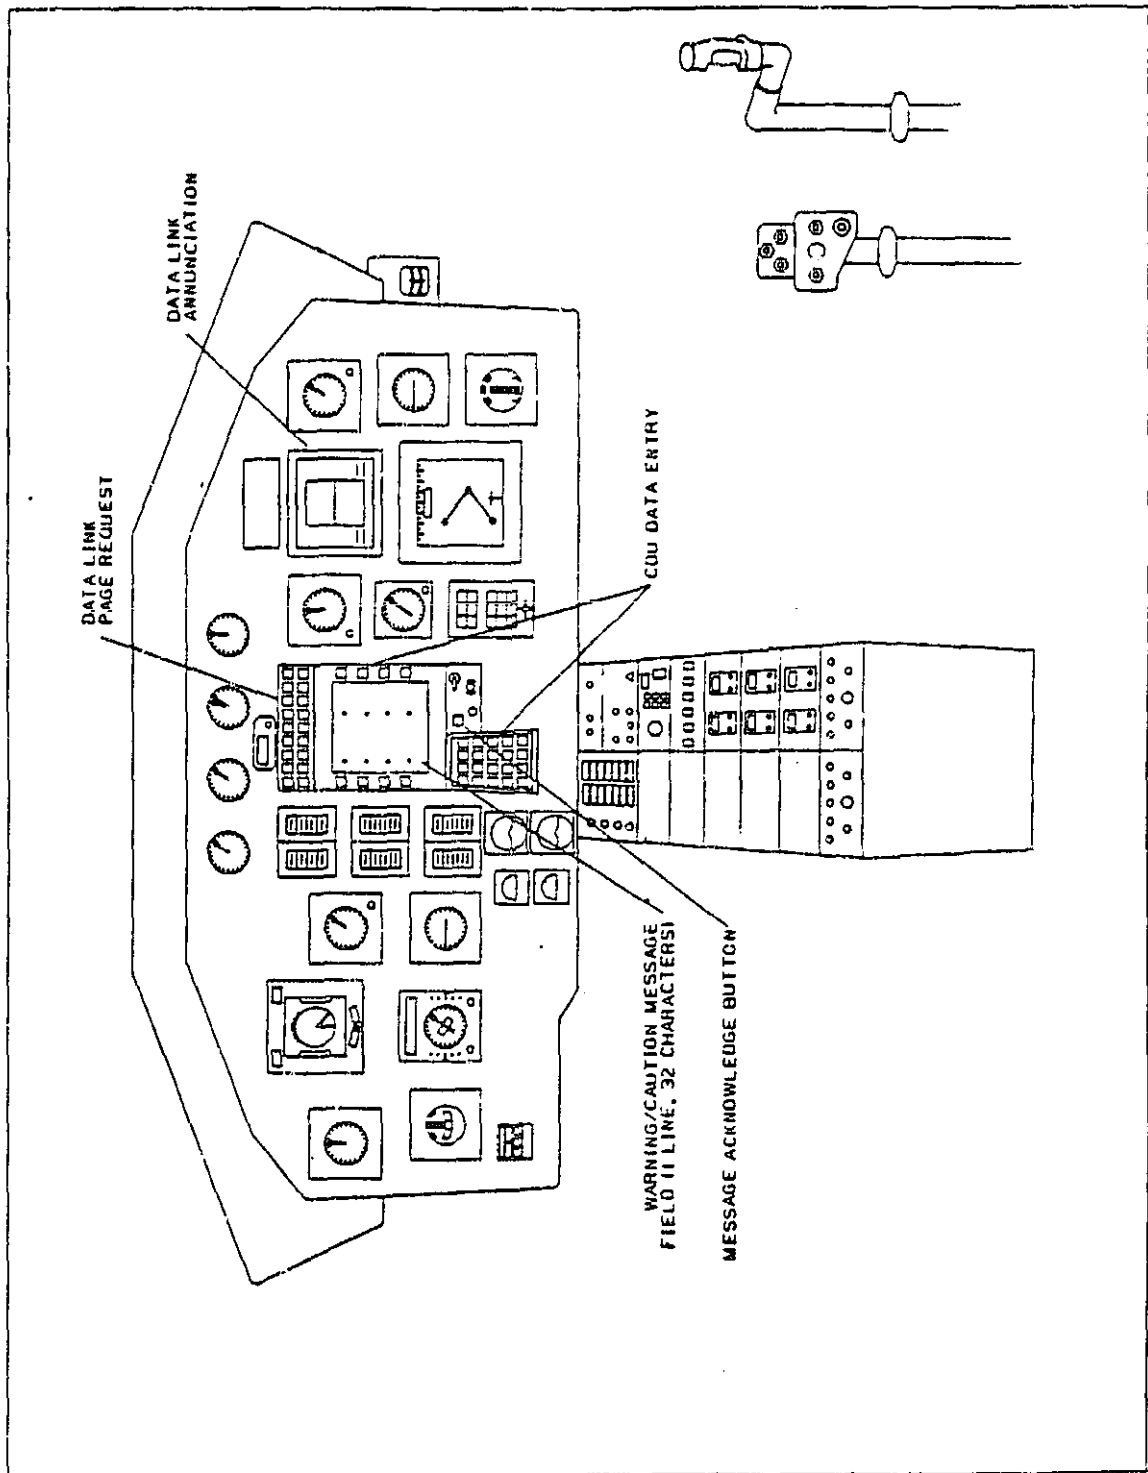 DATA LINK
ANNUNCIATION
DATA LINK
PAGE REQUEST
CDU DATA ENTRY
WARNING/CAUTION MESSAGE
FIELD (1 LINE, 32 CHARACTERS)
MESSAGE ACKNOWLEDGE BUTTON